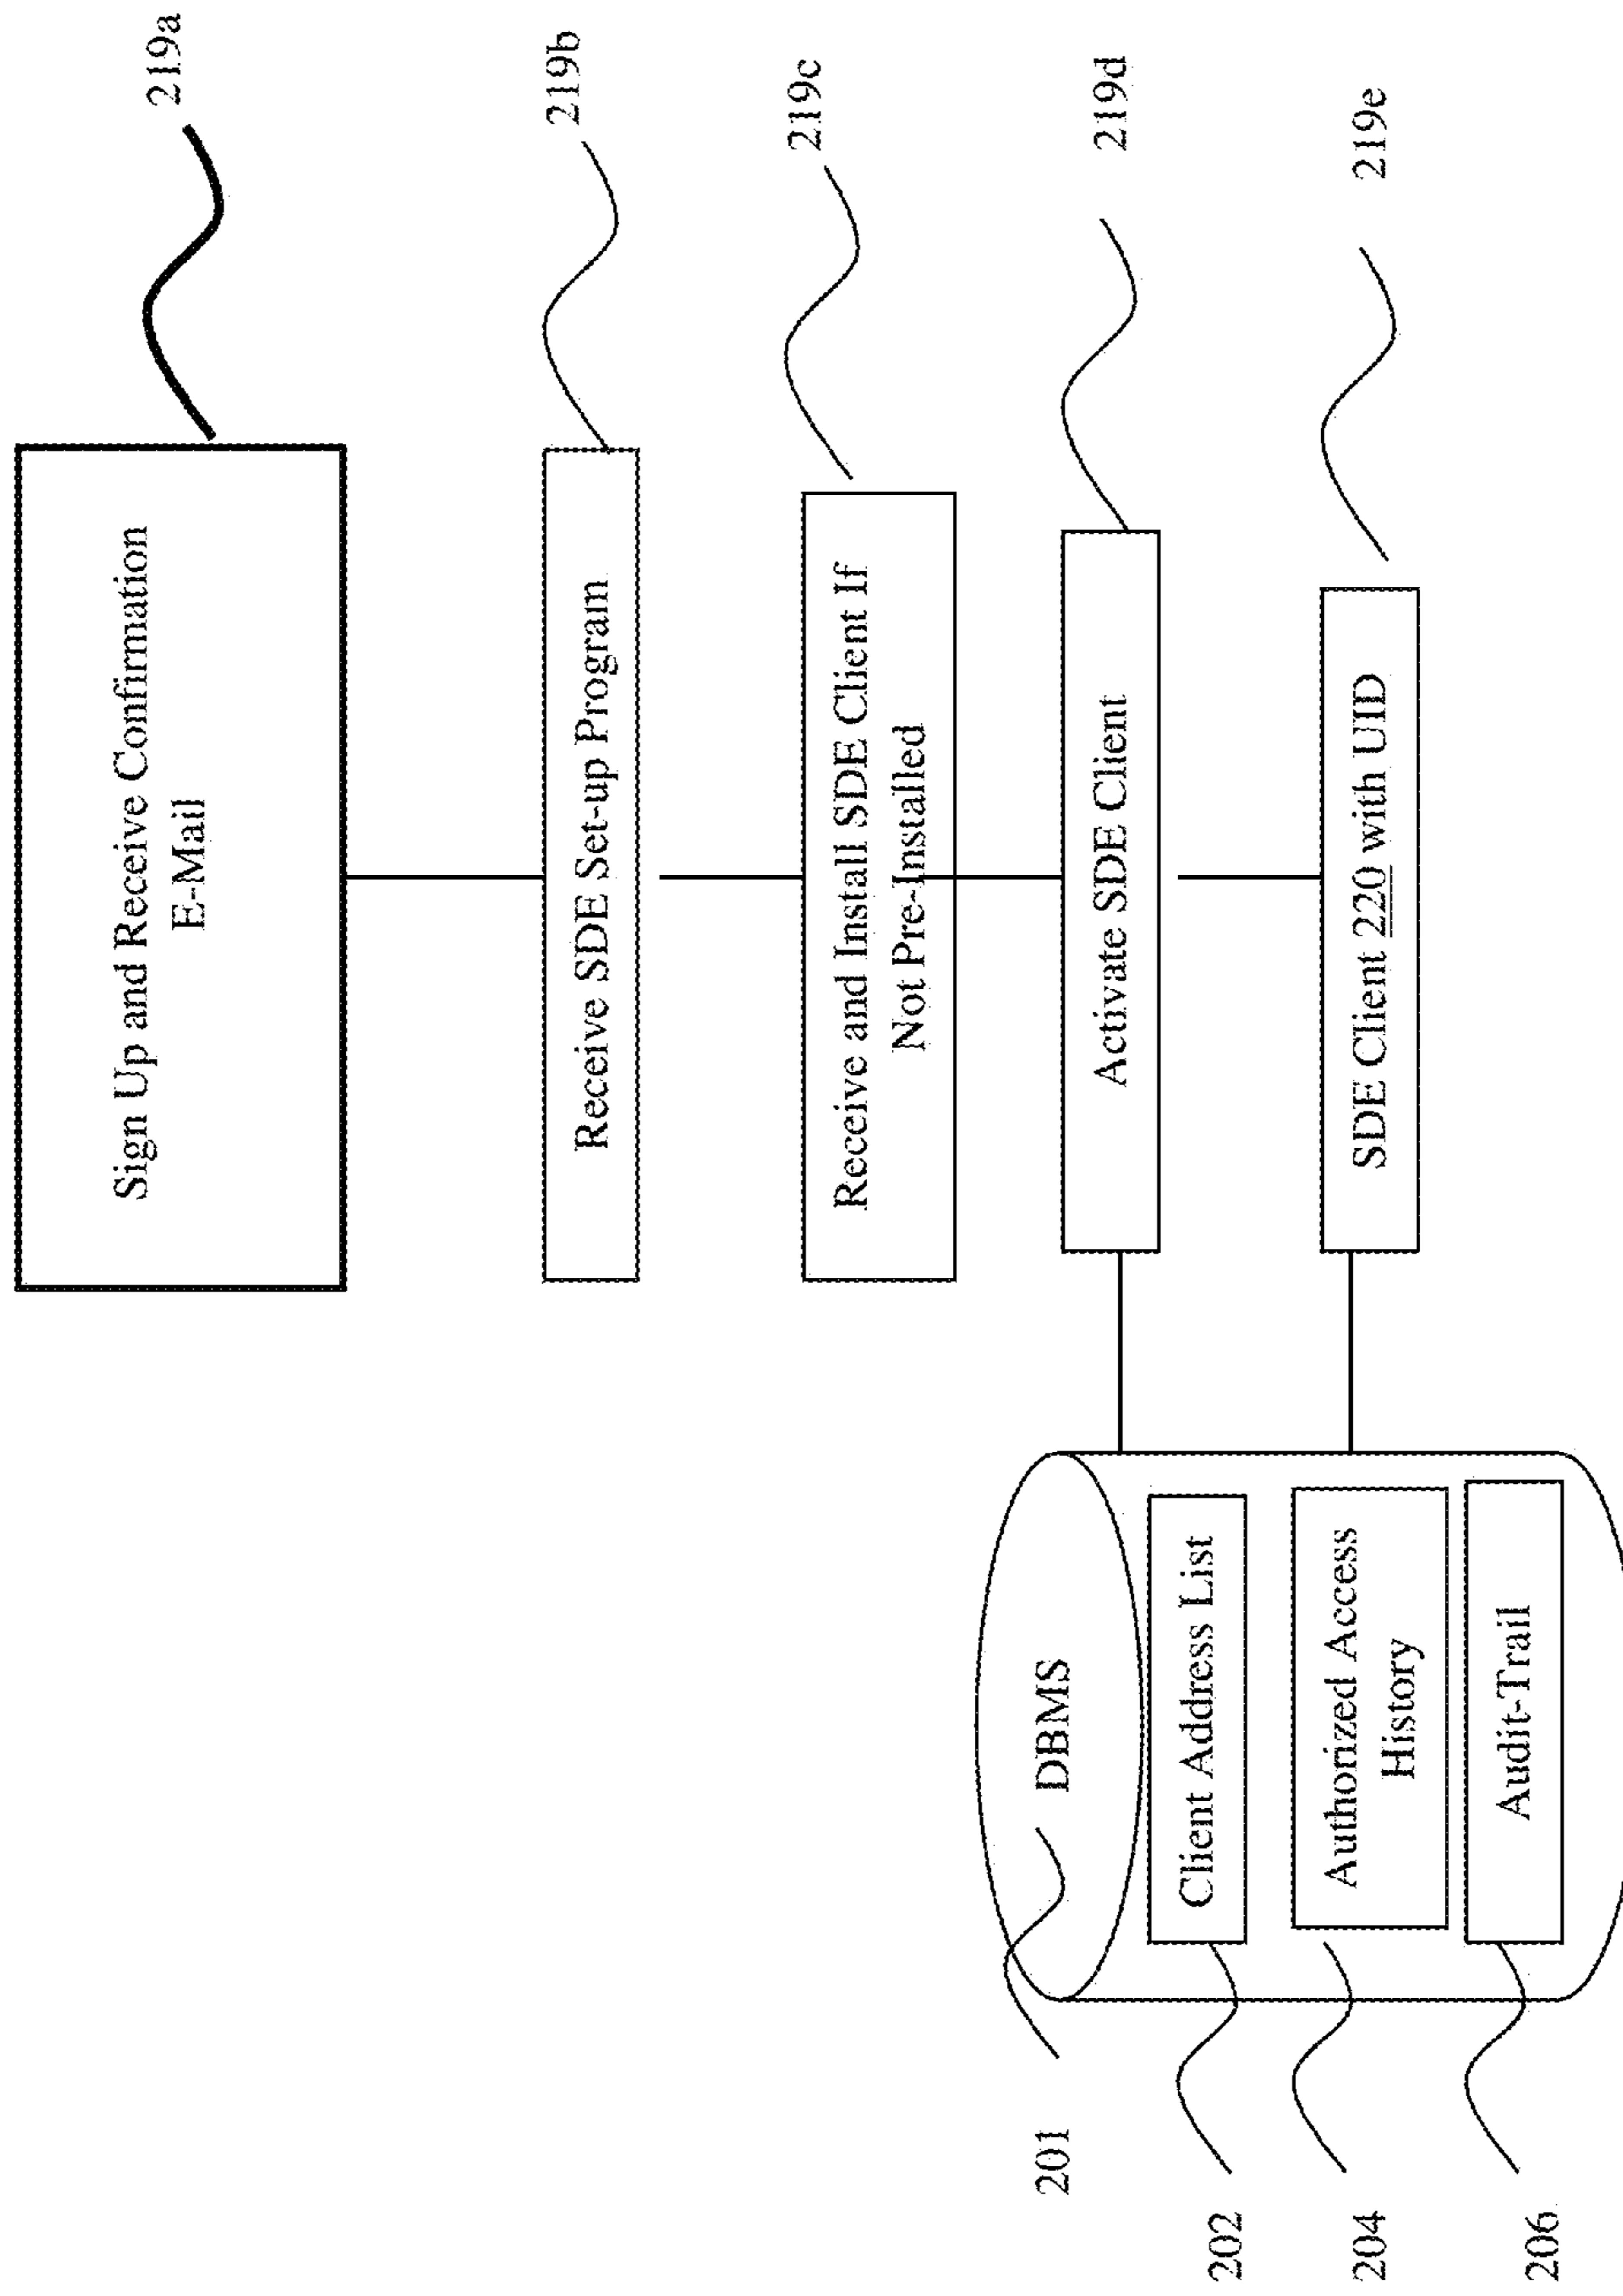 Sign Up and Receive Confirmation
E-Mail
219a
Receive SDE Set-up Program
219b
Receive and Install SDE Client If
Not Pre-Installed
219c
Activate SDE Client
219d
SDE Client 220 with UID
219e
DBMS
201
Client Address List
202
Authorized Access
History
204
Audit-Trail
206